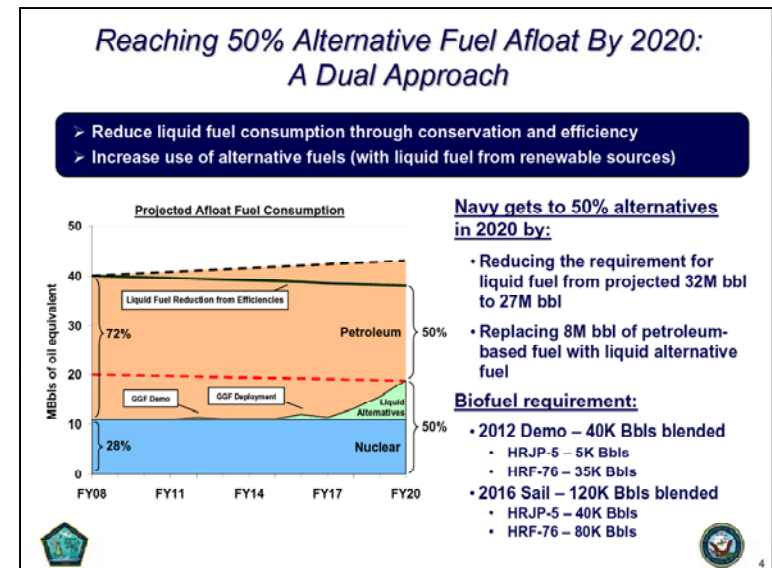 Reaching 50% Alternative Fuel Afloat By 2020:
A Dual Approach
➢ Reduce liquid fuel consumption through conservation and efficiency
➢ Increase use of alternative fuels (with liquid fuel from renewable sources)
Projected Afloat Fuel Consumption
MBbls of oil equivalent
50
40
30
20
10
0
FY08
FY11
FY14
FY17
FY20
Liquid Fuel Reduction from Efficiencies
72%
Petroleum
50%
GGF Demo
GGF Deployment
Liquid
Alternatives
50%
28%
Nuclear
Navy gets to 50% alternatives
in 2020 by:
• Reducing the requirement for
liquid fuel from projected 32M bbl
to 27M bbl
• Replacing 8M bbl of petroleum-
based fuel with liquid alternative
fuel
Biofuel requirement:
• 2012 Demo – 40K Bbls blended
• HRJP-5 – 5K Bbls
• HRF-76 – 35K Bbls
• 2016 Sail – 120K Bbls blended
• HRJP-5 – 40K Bbls
• HRF-76 – 80K Bbls
4